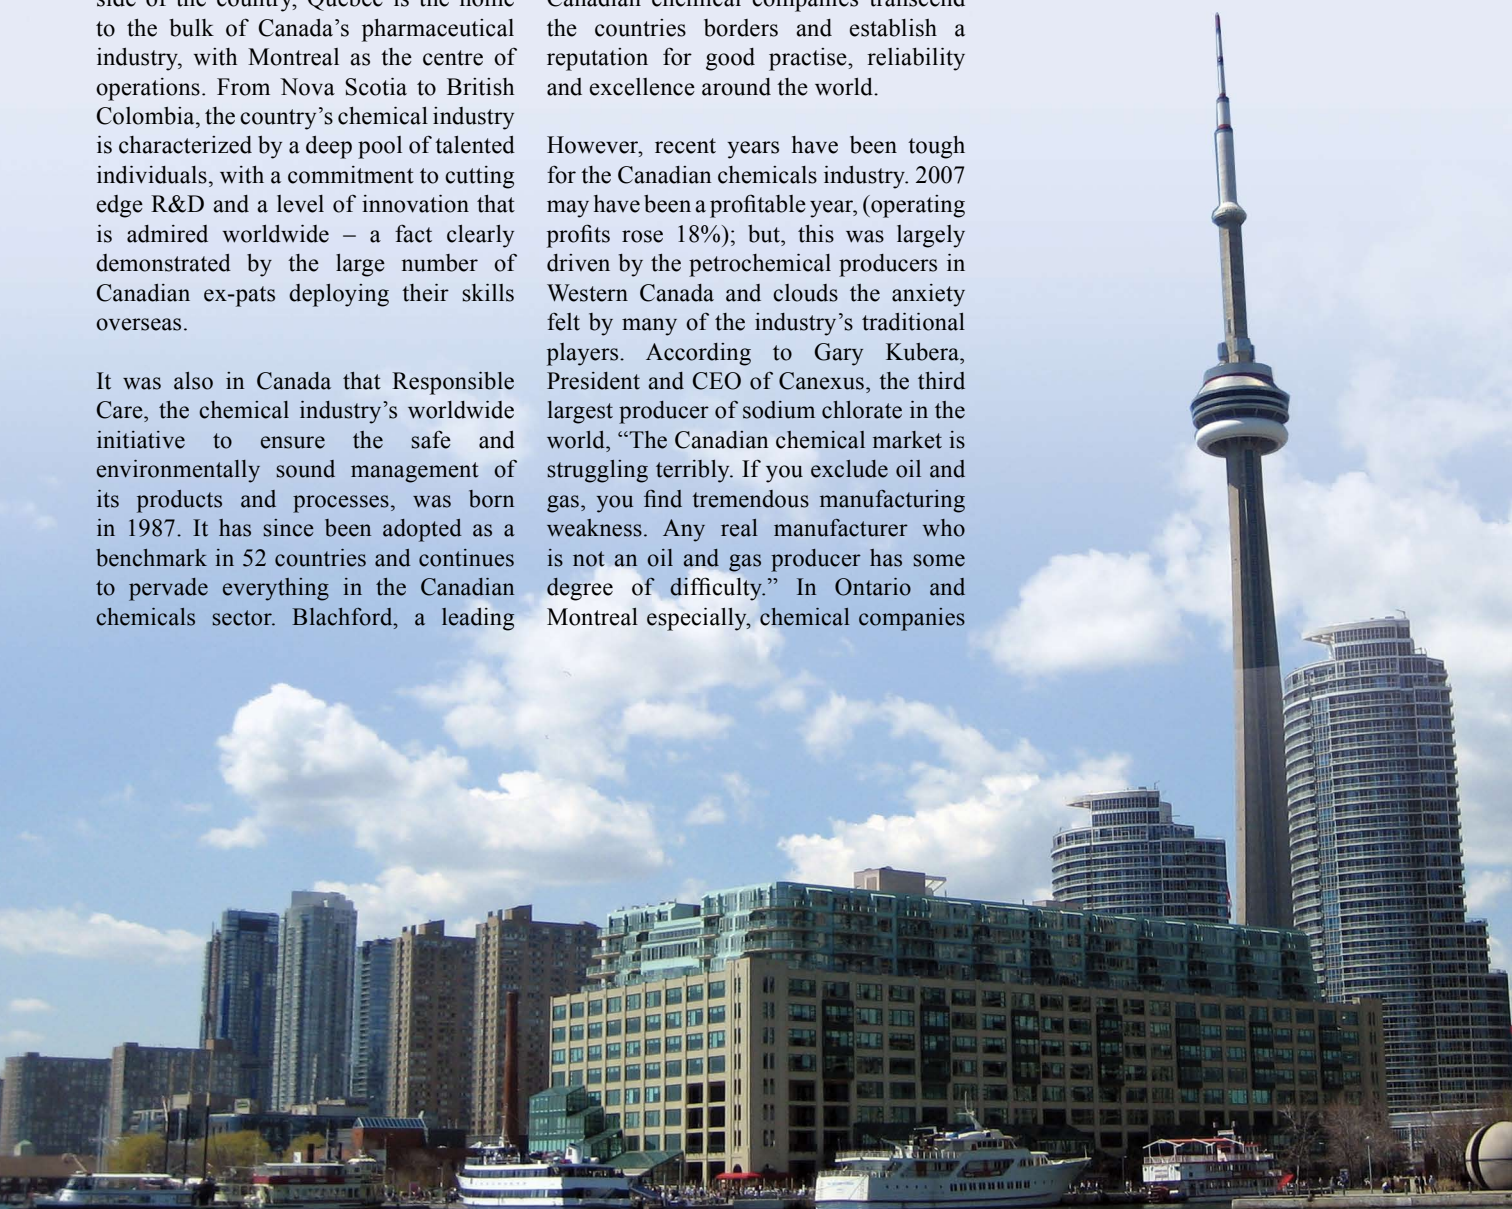 side of the country, Quebec is the home
to the bulk of Canada’s pharmaceutical
industry, with Montreal as the centre of
operations. From Nova Scotia to British
Colombia, the country’s chemical industry
is characterized by a deep pool of talented
individuals, with a commitment to cutting
edge R&D and a level of innovation that
is admired worldwide – a fact clearly
demonstrated by the large number of
Canadian ex-pats deploying their skills
overseas.
It was also in Canada that Responsible
Care, the chemical industry’s worldwide
initiative to ensure the safe and
environmentally sound management of
its products and processes, was born
in 1987. It has since been adopted as a
benchmark in 52 countries and continues
to pervade everything in the Canadian
chemicals sector. Blachford, a leading
Canadian chemical companies transcend
the countries borders and establish a
reputation for good practise, reliability
and excellence around the world.
However, recent years have been tough
for the Canadian chemicals industry. 2007
may have been a profitable year, (operating
profits rose 18%); but, this was largely
driven by the petrochemical producers in
Western Canada and clouds the anxiety
felt by many of the industry’s traditional
players. According to Gary Kubera,
President and CEO of Canexus, the third
largest producer of sodium chlorate in the
world, “The Canadian chemical market is
struggling terribly. If you exclude oil and
gas, you find tremendous manufacturing
weakness. Any real manufacturer who
is not an oil and gas producer has some
degree of difficulty.” In Ontario and
Montreal especially, chemical companies